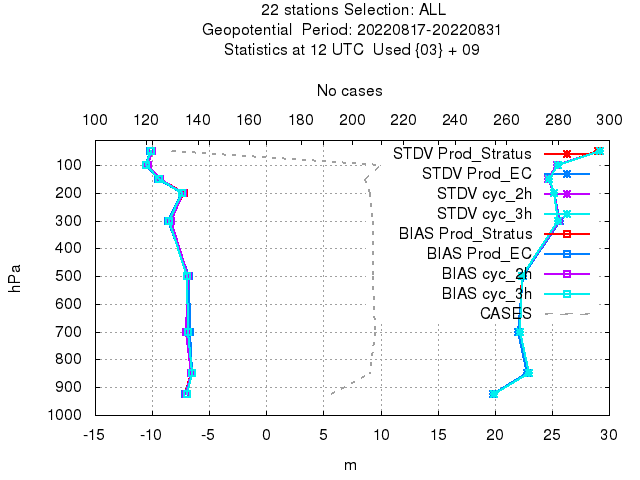 22 stations Selection: ALL
Geopotential  Period: 20220817-20220831
Statistics at 12 UTC  Used {03} + 09
No cases
100 120 140 160 180 200 220 240 260 280 300
STDV Prod_Stratus
STDV Prod_EC
STDV cyc_2h
STDV cyc_3h
BIAS Prod_Stratus
BIAS Prod_EC
BIAS cyc_2h
BIAS cyc_3h
CASES
100
200
300
400
500
600
700
800
900
1000
hPa
-15 -10 -5 0 5 10 15 20 25 30
m